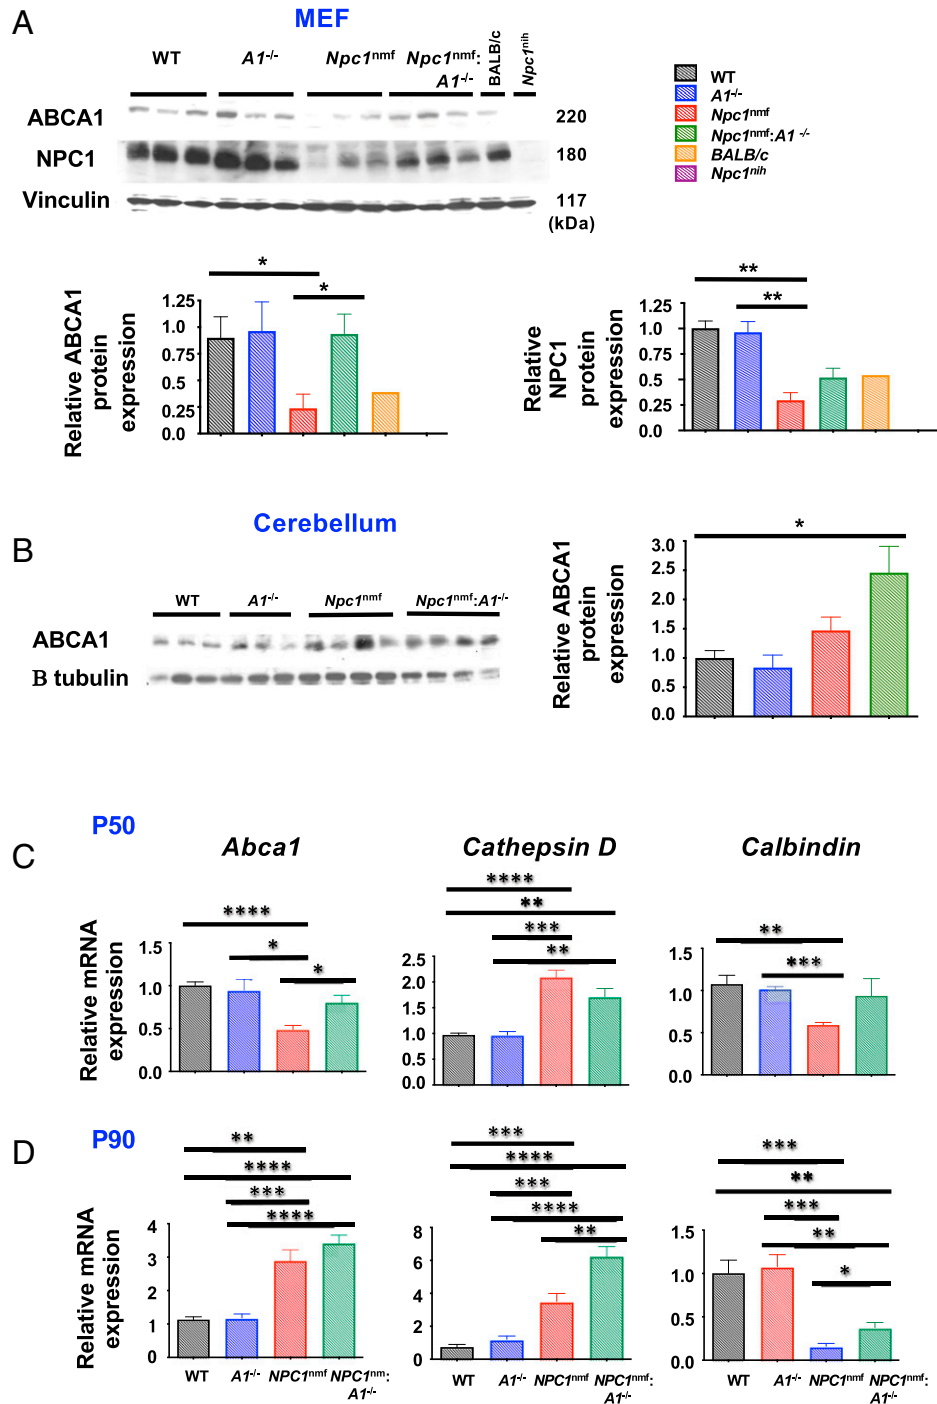 A
MEF
WT A1-/- Npc1nmf Npc1nmf: A1-/- BALB/c Npc1nih
ABCA1 220
NPC1 180
Vinculin 117
(kDa)
WT
A1-/-
Npc1nmf
Npc1nmf:A1 -/-
BALB/c
Npc1nih
Relative ABCA1 protein expression
1.25
1.0
0.75
0.5
0.25
0.0
*
*
Relative NPC1 protein expression
1.25
1.00
0.75
0.5
0.25
0.0
**
**
B
Cerebellum
WT A1-/- Npc1nmf Npc1nmf:A1-/-
ABCA1
B tubulin
Relative ABCA1 protein expression
3.0
2.5
2.0
1.5
1.0
0.5
0.0
*
P50
C
Abca1 Cathepsin D Calbindin
Relative mRNA expression
1.5
1.0
0.5
0.0
****
*
*
2.5
2.0
1.5
1.0
0.5
0.0
****
**
***
**
1.5
1.0
0.5
0.0
**
***
P90
D
Relative mRNA expression
4
3
2
1
0
**
****
***
****
WT A1-/- NPC1nmf NPC1nm: A1-/-
8
6
4
2
0
***
****
***
****
**
WT A1-/- NPC1nmf NPC1nmf: A1-/-
1.5
1.0
0.5
0.0
***
**
***
**
*
WT A1-/- NPC1nmf NPC1nmf: A1-/-